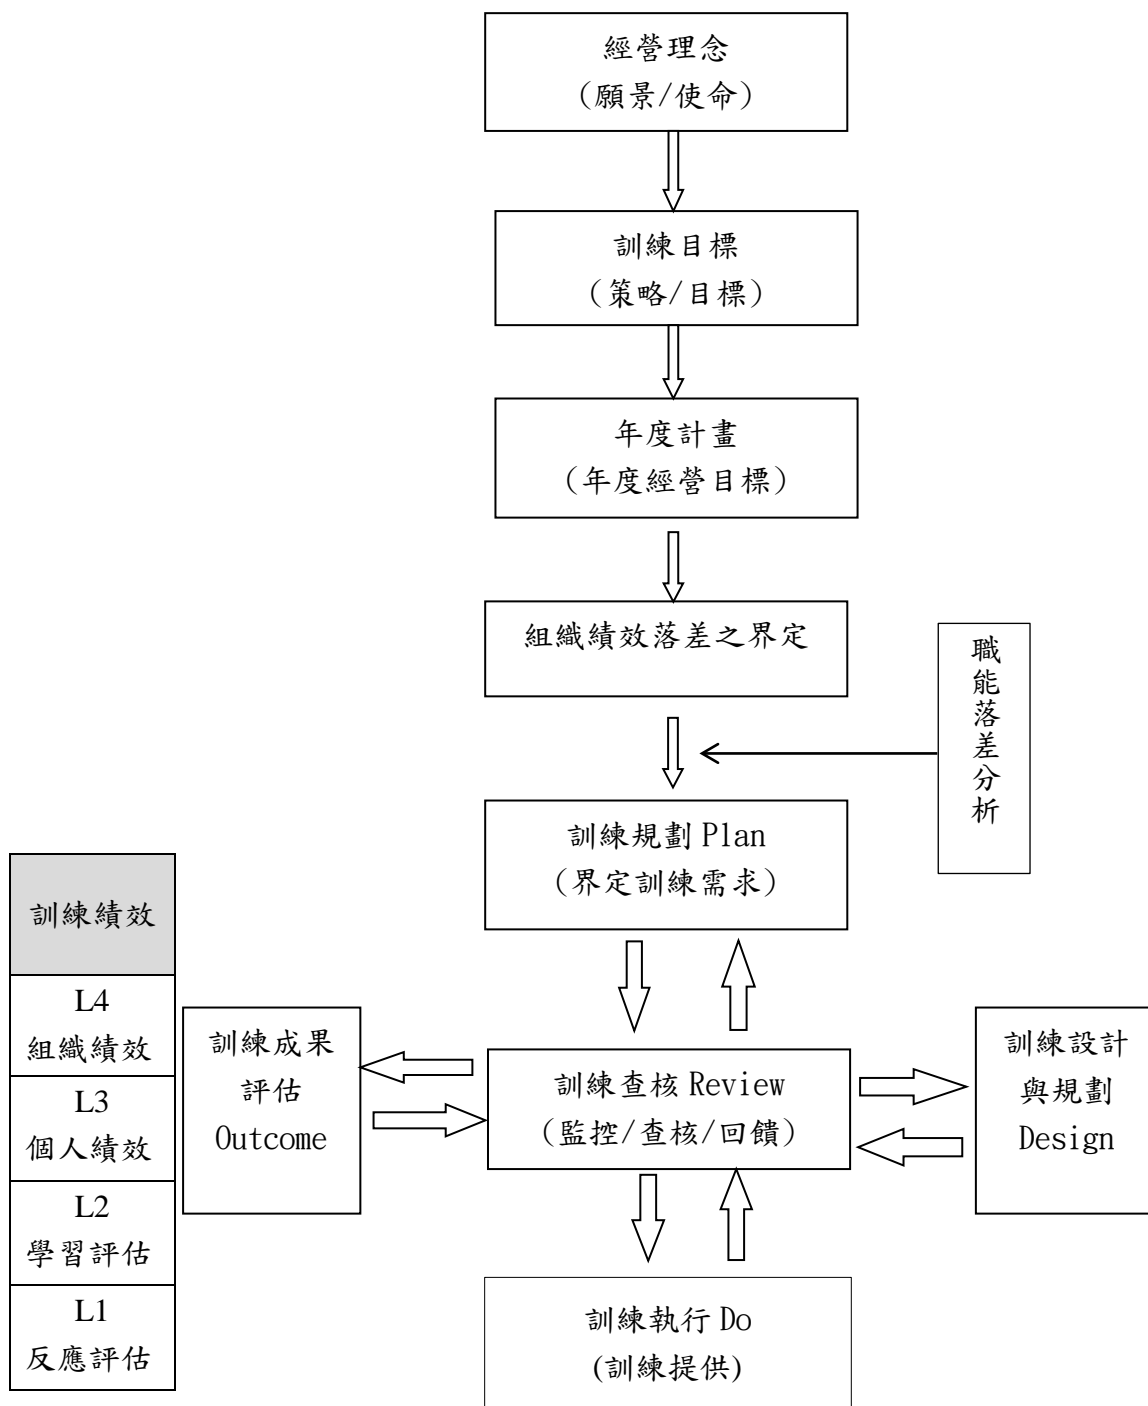 經營理念
(願景/使命)
訓練目標
(策略/目標)
年度計畫
(年度經營目標)
組織績效落差之界定
職能落差分析
訓練規劃 Plan
(界定訓練需求)
訓練績效
L4
組織績效
L3
個人績效
L2
學習評估
L1
反應評估
訓練成果
評估
Outcome
訓練查核 Review
(監控/查核/回饋)
訓練設計
與規劃
Design
訓練執行 Do
(訓練提供)